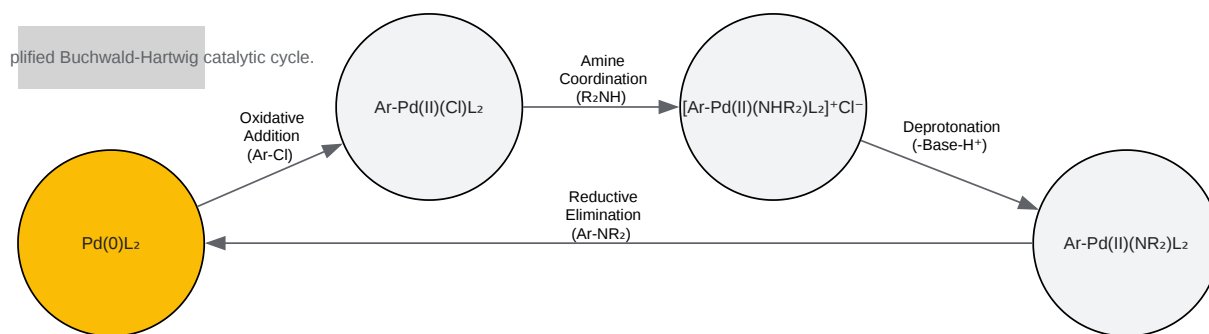 plified Buchwald-Hartwig catalytic cycle.
Oxidative
Addition
(Ar-Cl)
Ar-Pd(II)(Cl)L₂
Amine
Coordination
(R₂NH)
[Ar-Pd(II)(NHR₂)L₂]⁺Cl⁻
Deprotonation
(-Base-H⁺)
Reductive
Elimination
(Ar-NR₂)
Pd(0)L₂
Ar-Pd(II)(NR₂)L₂